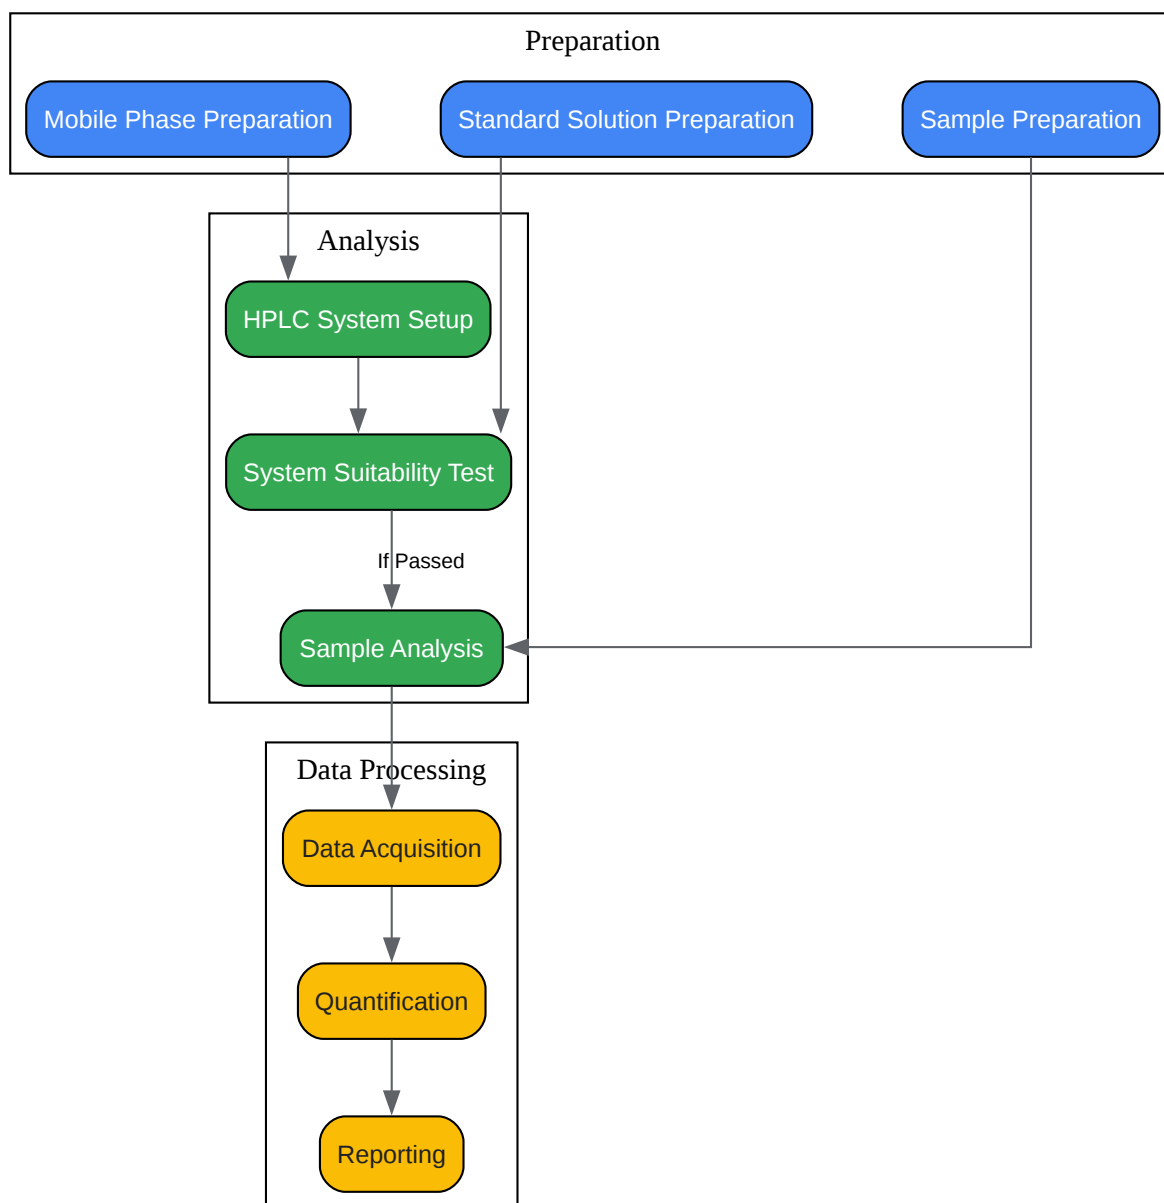 Preparation
Mobile Phase Preparation
Standard Solution Preparation
Sample Preparation
Analysis
HPLC System Setup
System Suitability Test
If Passed
Sample Analysis
Data Processing
Data Acquisition
Quantification
Reporting